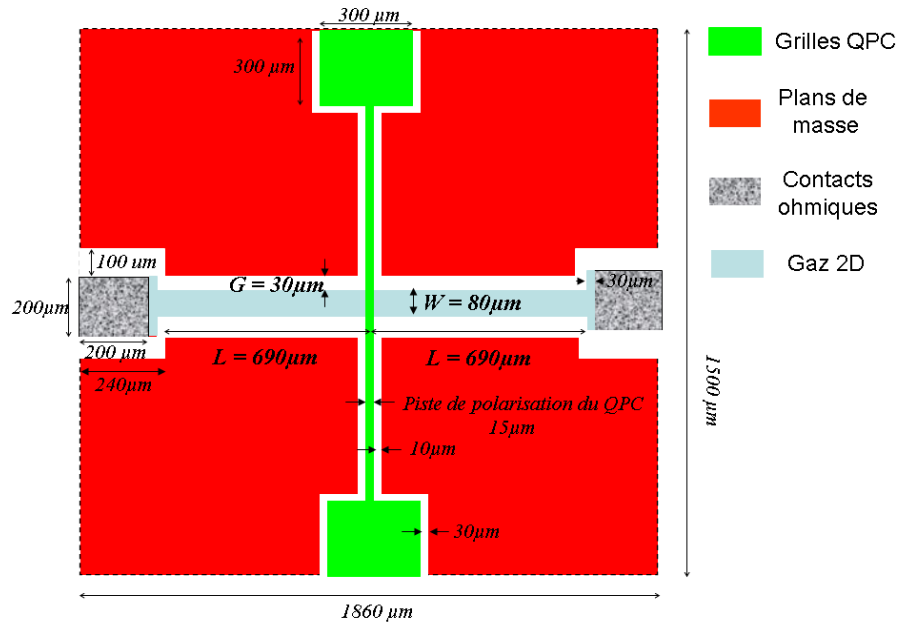 300 µm
300 µm
Grilles QPC
Plans de
masse
Contacts
ohmiques
Gaz 2D
100 um
G = 30µm
30µm
200µm
W = 80µm
200 µm
L = 690µm
L = 690µm
240µm
1500 µm
Piste de polarisation du QPC
15µm
10µm
30µm
1860 µm